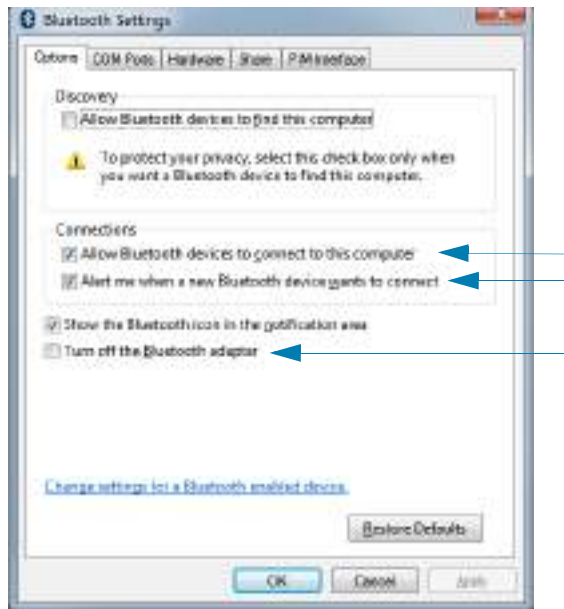 Bluetooth Settings
Options COM Ports Hardware Share PIM Interface
Discovery
Allow Bluetooth devices to find this computer
To protect your privacy, select this check box only when
you want a Bluetooth device to find this computer.
Connections
Allow Bluetooth devices to connect to this computer
Alert me when a new Bluetooth device wants to connect
Show the Bluetooth icon in the notification area
Turn off the Bluetooth adapter
Change settings for a Bluetooth enabled device.
Restore Defaults
OK Cancel Apply